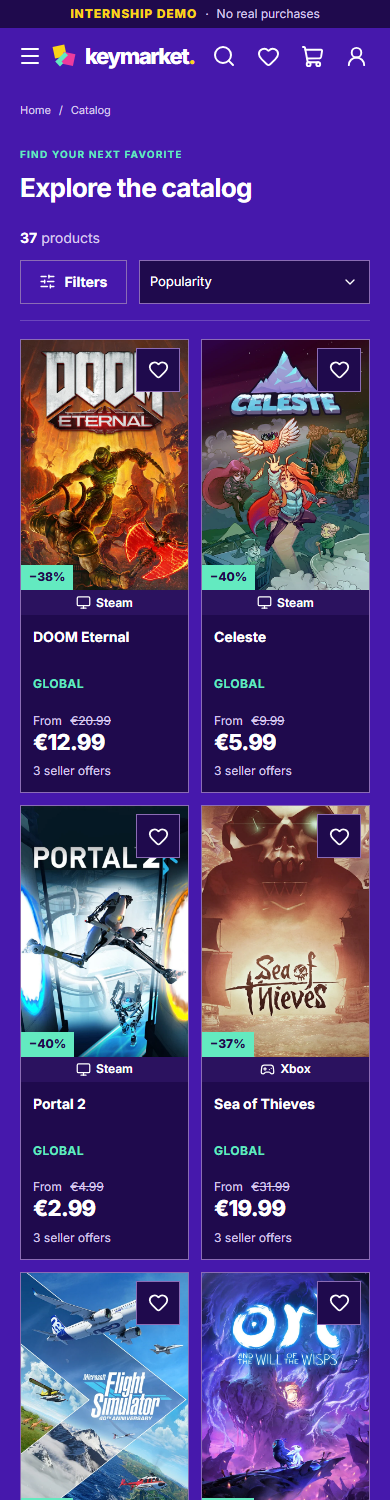 INTERNSHIP DEMO · No real purchases
keymarket.
Home / Catalog
FIND YOUR NEXT FAVORITE
Explore the catalog
37 products
Filters
Popularity
DOOM
ETERNAL
−38%
Steam
DOOM Eternal
GLOBAL
From €20.99
€12.99
3 seller offers
CELESTE
−40%
Steam
Celeste
GLOBAL
From €9.99
€5.99
3 seller offers
PORTAL 2
−40%
Steam
Portal 2
GLOBAL
From €4.99
€2.99
3 seller offers
Sea of
Thieves
−37%
Xbox
Sea of Thieves
GLOBAL
From €31.99
€19.99
3 seller offers
Microsoft
Flight
Simulator
40TH ANNIVERSARY
ori
AND THE WILL OF THE WISPS